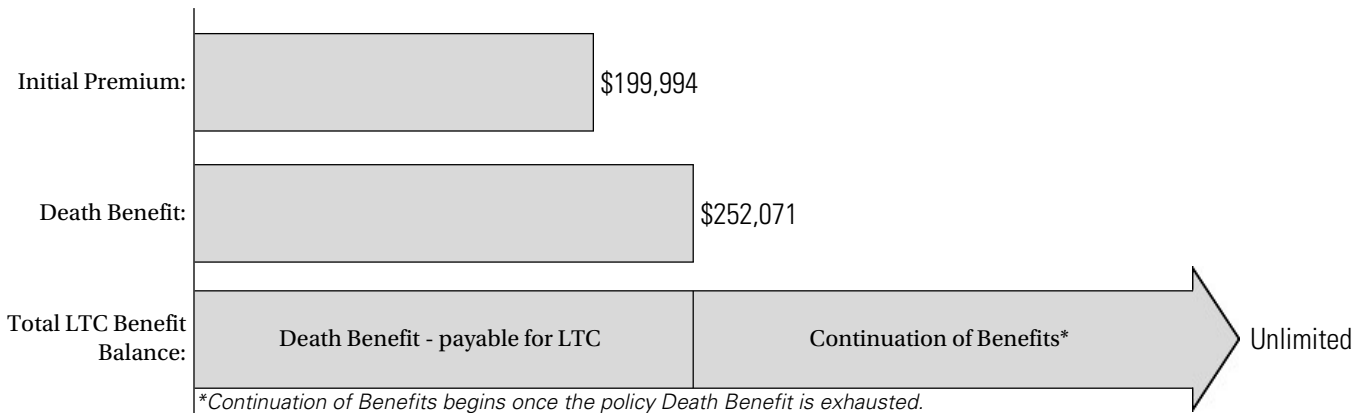 Initial Premium:
$199,994
Death Benefit:
$252,071
Total LTC Benefit
Balance:
Death Benefit - payable for LTC
Continuation of Benefits*
Unlimited
*Continuation of Benefits begins once the policy Death Benefit is exhausted.